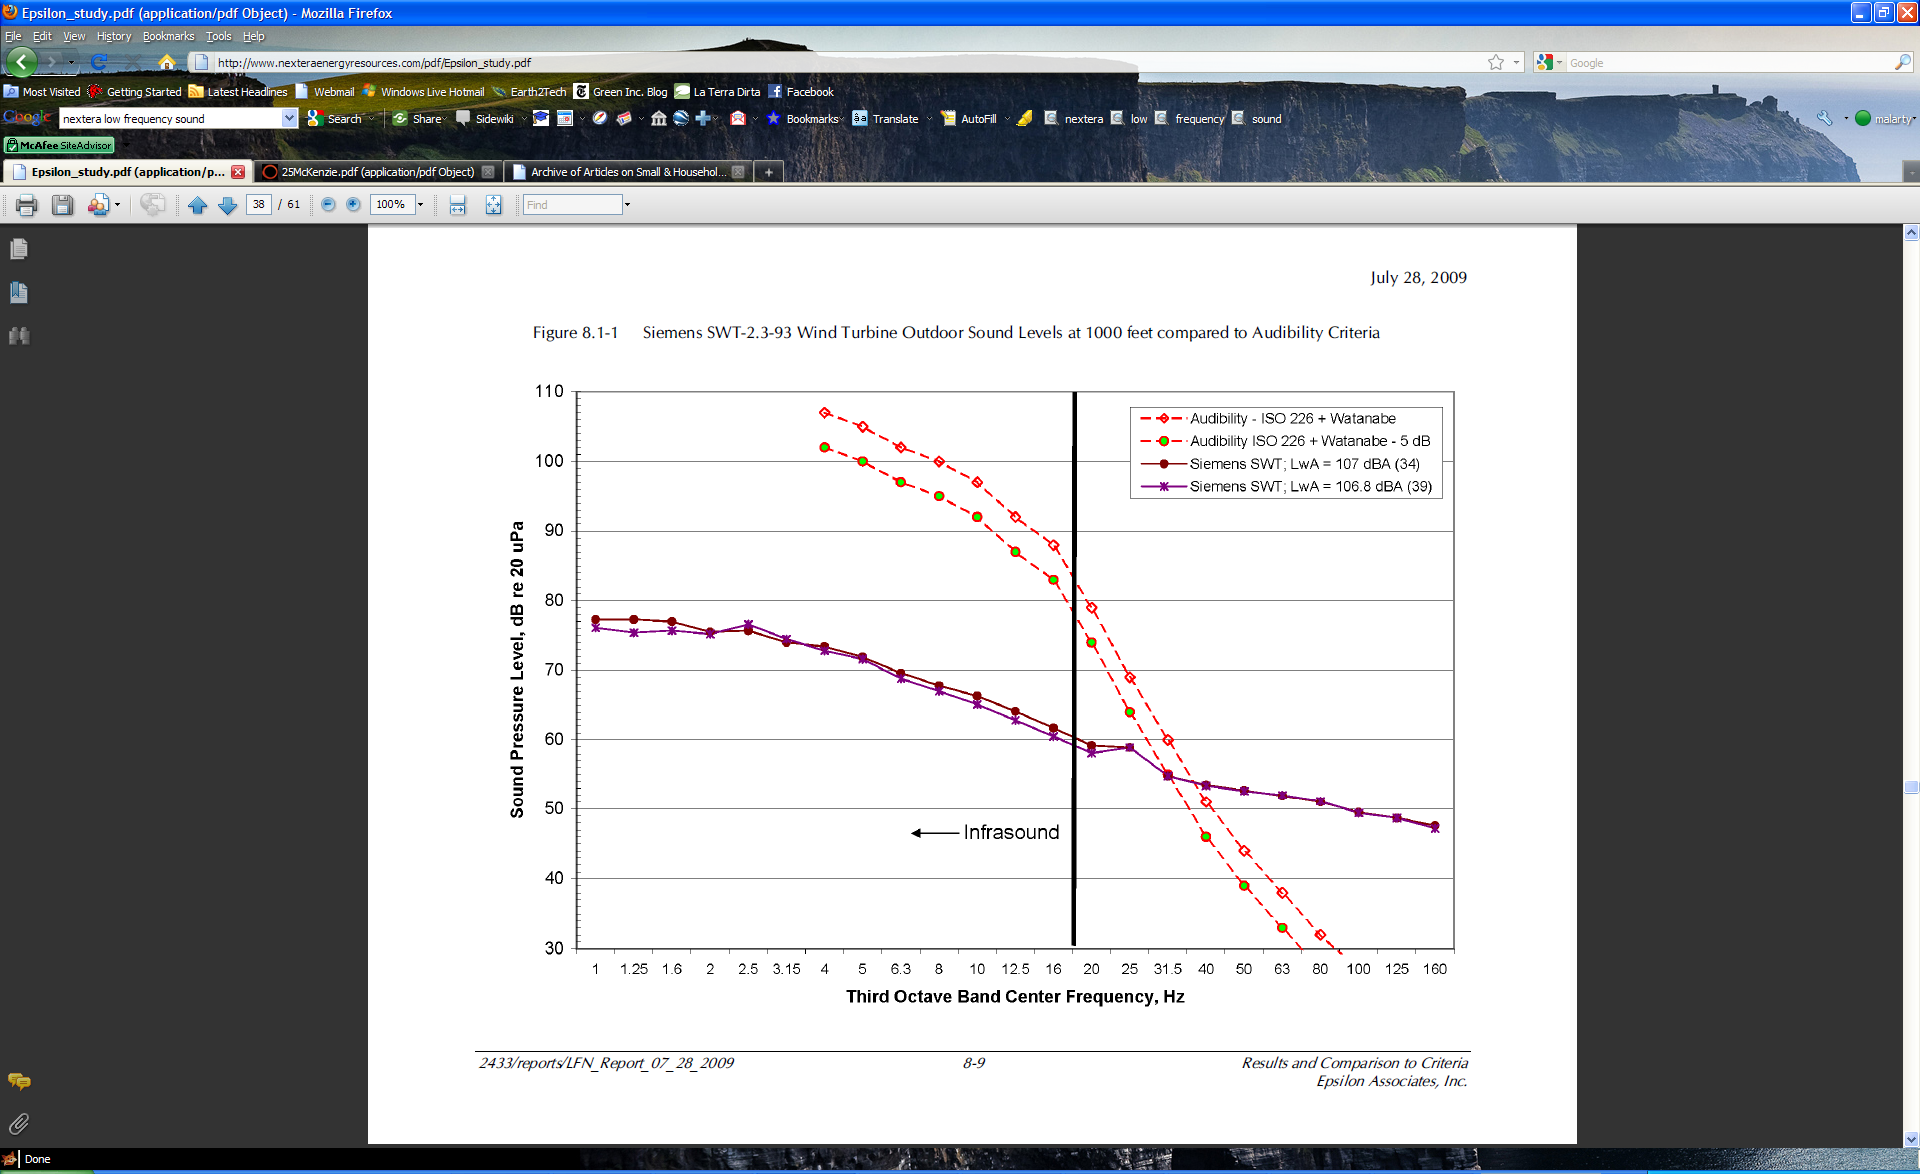 Epsilon_study.pdf (application/pdf Object) - Mozilla Firefox
File Edit View History Bookmarks Tools Help
http://www.nexteraenergyresources.com/pdf/Epsilon_study.pdf Google
Most Visited Getting Started Latest Headlines Webmail Windows Live Hotmail Earth2Tech Green Inc. Blog La Terra Dirta Facebook
Google nextera low frequency sound Search Share Sidewiki Bookmarks Translate AutoFill nextera low frequency sound malarty
McAfee SiteAdvisor
Epsilon_study.pdf (application/p... 25McKenzie.pdf (application/pdf Object) Archive of Articles on Small & Househol...
38 / 61 100% Find
July 28, 2009
Figure 8.1-1 Siemens SWT-2.3-93 Wind Turbine Outdoor Sound Levels at 1000 feet compared to Audibility Criteria
110
100
90
80
70
60
50
40
30
Sound Pressure Level, dB re 20 uPa
Audibility - ISO 226 + Watanabe
Audibility ISO 226 + Watanabe - 5 dB
Siemens SWT; LwA = 107 dBA (34)
Siemens SWT; LwA = 106.8 dBA (39)
Infrasound
1 1.25 1.6 2 2.5 3.15 4 5 6.3 8 10 12.5 16 20 25 31.5 40 50 63 80 100 125 160
Third Octave Band Center Frequency, Hz
2433/reports/LFN_Report_07_28_2009 8-9 Results and Comparison to Criteria
Epsilon Associates, Inc.
Done